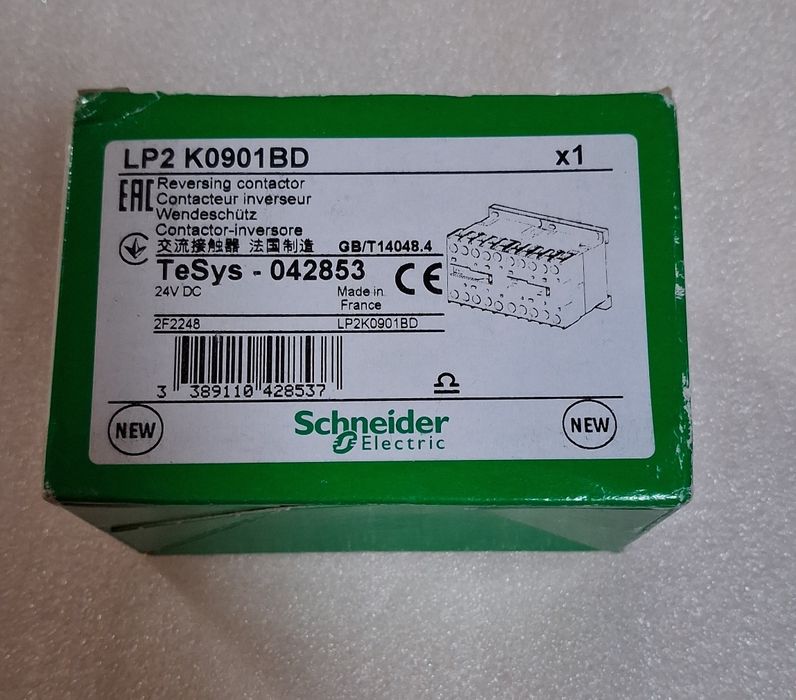 LP2 K0901BD x1
EAC Reversing contactor
Contacteur inverseur
Wendeschütz
Contactor-inversore
交流接触器 法国制造 GB/T14048.4
TeSys - 042853 CE
24V DC Made in
France
2F2248 LP2K0901BD
3 389110 428537
NEW Schneider NEW
Electric